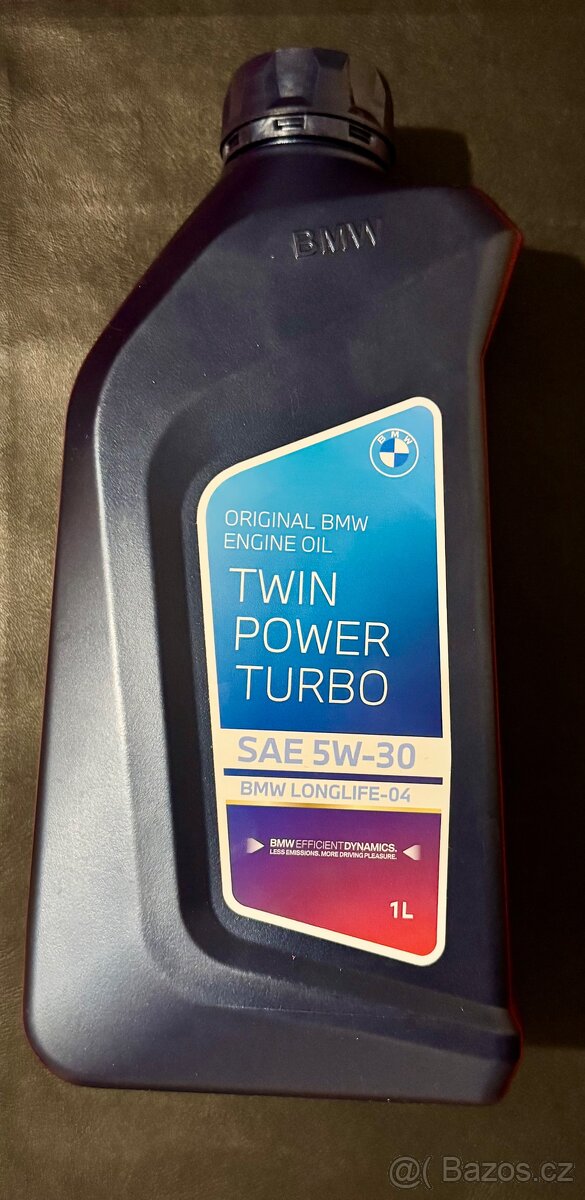 BMW
BMW
ORIGINAL BMW
ENGINE OIL
TWIN
POWER
TURBO
SAE 5W-30
BMW LONGLIFE-04
BMW EFFICIENTDYNAMICS.
LESS EMISSIONS. MORE DRIVING PLEASURE.
1L
@( Bazos.cz